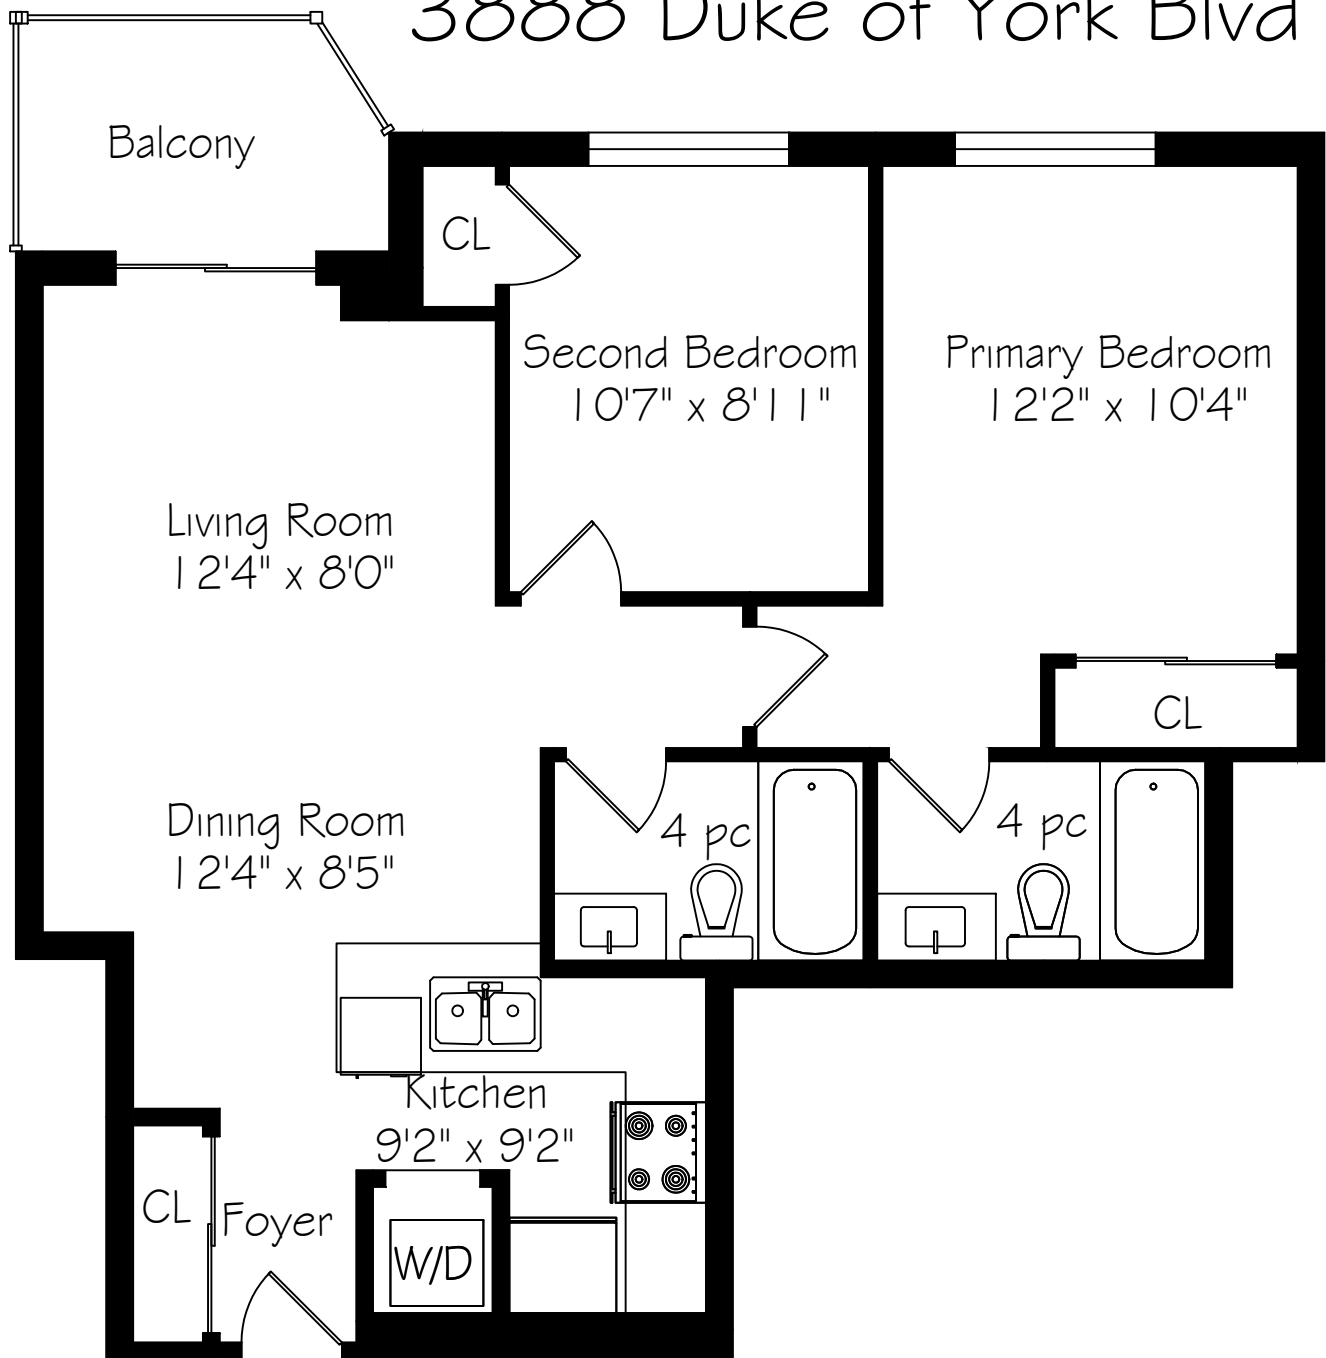 3888 Duke of York Blvd
Balcony
CL
Second Bedroom
10'7" x 8'11"
Primary Bedroom
12'2" x 10'4"
Living Room
12'4" x 8'0"
CL
Dining Room
12'4" x 8'5"
4 pc
4 pc
Kitchen
9'2" x 9'2"
CL
Foyer
W/D